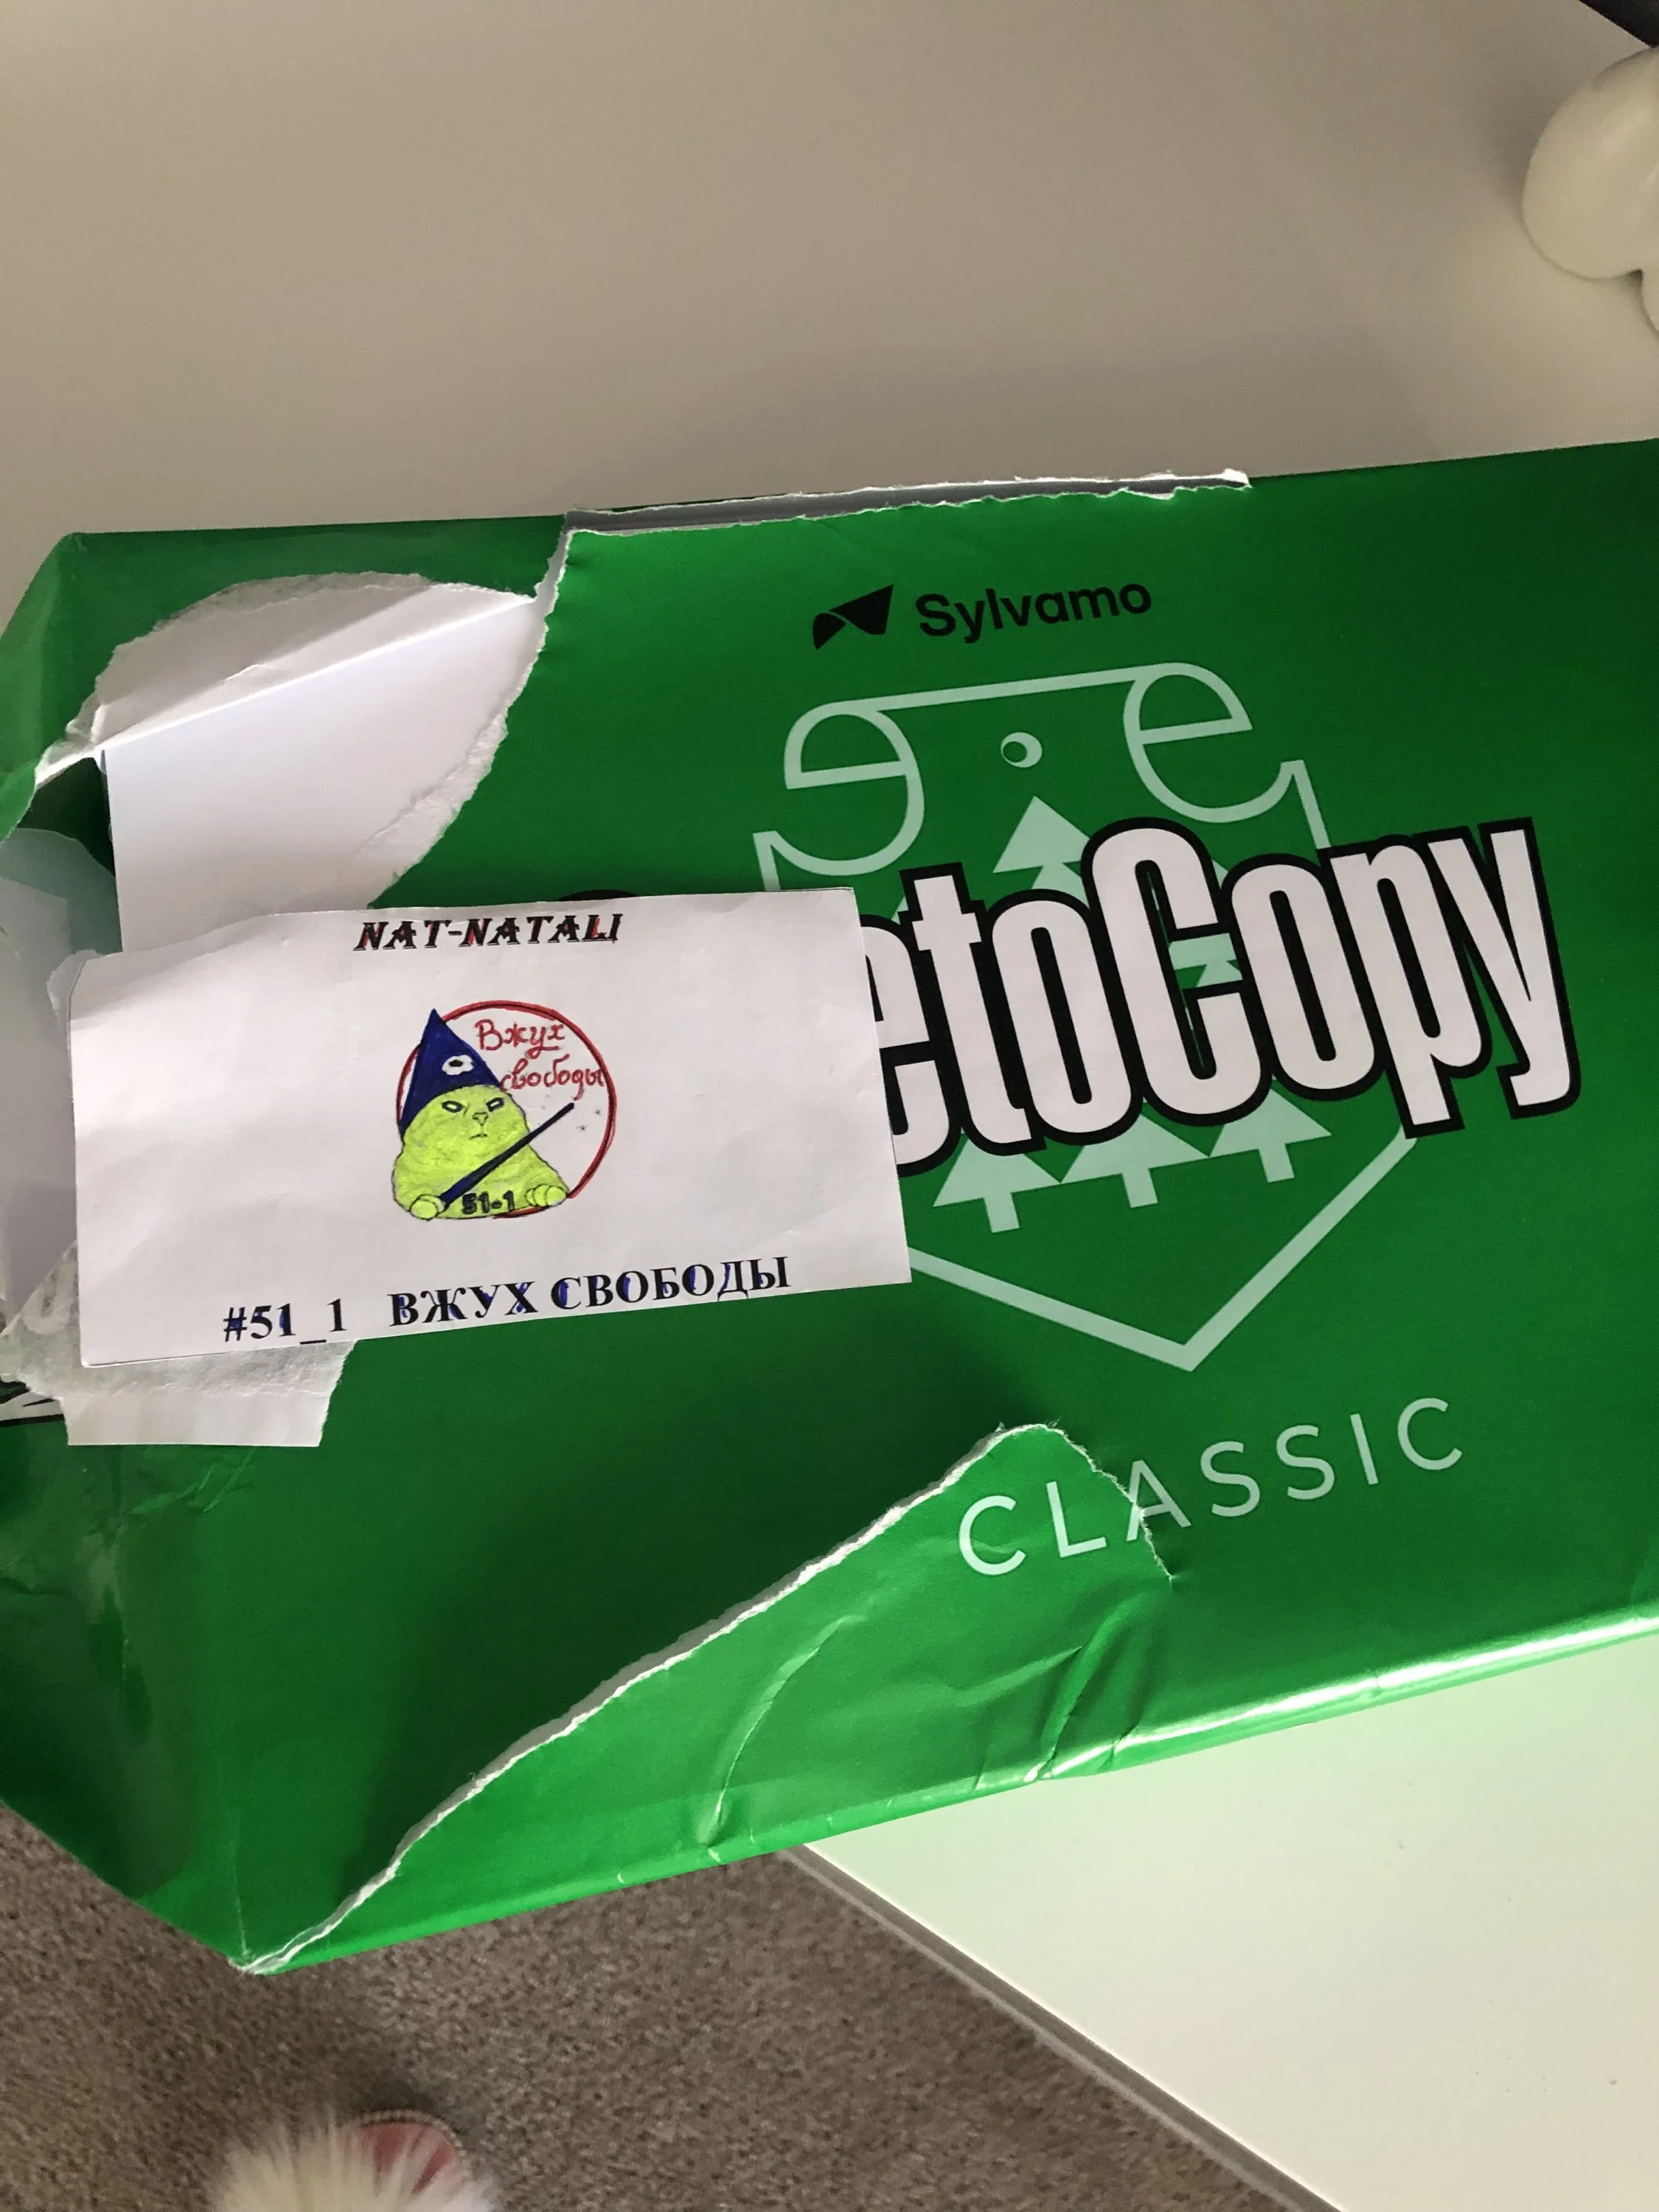 Sylvamo
etoCopy
NAT-NATALI
Вжух
свободы
51-1
#51_1 ВЖУХ СВОБОДЫ
CLASSIC